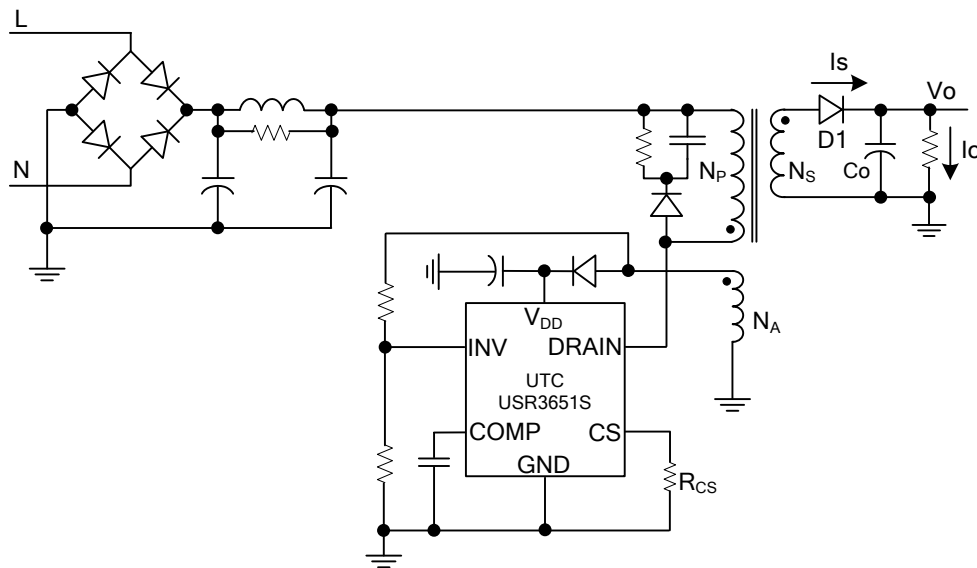 L
Is
Vo
D1
Io
N
NP
NS
Co
VDD
NA
INV
DRAIN
UTC
USR3651S
COMP
CS
GND
RCS